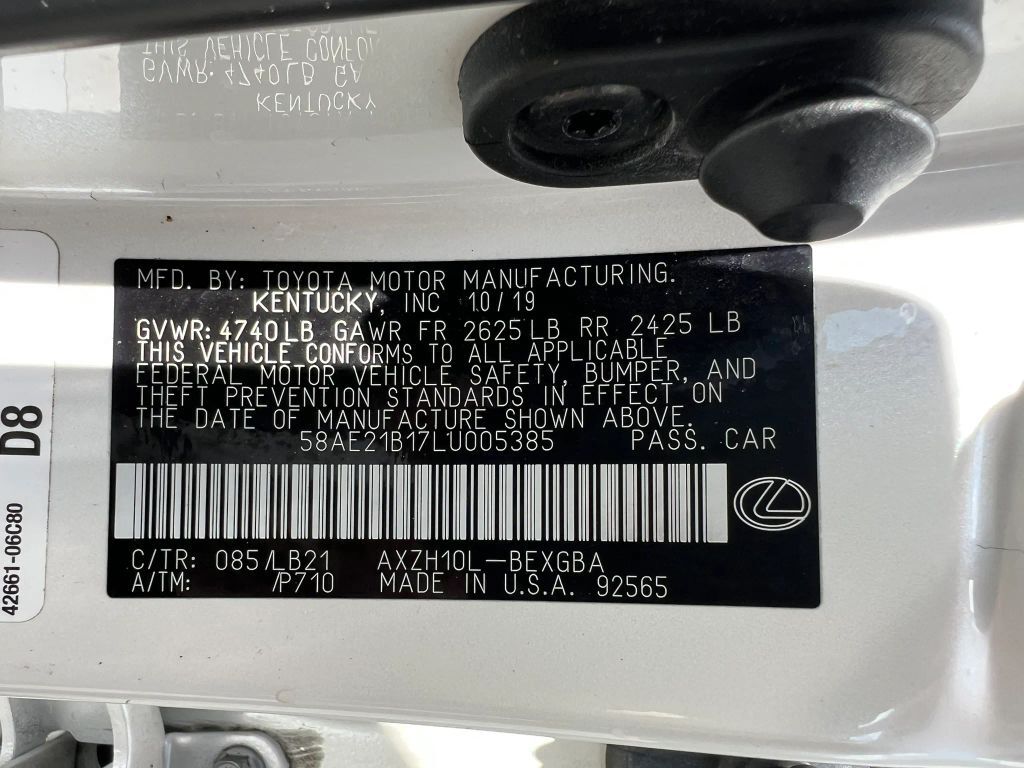 THIS VEHICLE CONFO
GVWR: 4740LB GA
KENTUCKY
MFD. BY: TOYOTA MOTOR MANUFACTURING.
KENTUCKY, INC 10/19
GVWR: 4740LB GAWR FR 2625LB RR 2425 LB
THIS VEHICLE CONFORMS TO ALL APPLICABLE
FEDERAL MOTOR VEHICLE SAFETY, BUMPER, AND
THEFT PREVENTION STANDARDS IN EFFECT ON
THE DATE OF MANUFACTURE SHOWN ABOVE.
58AE21B17LU005385 PASS. CAR
C/TR: 085/LB21 AXZH10L-BEXGBA
A/TM: /P710 MADE IN U.S.A. 92565
D8
42661-06C80